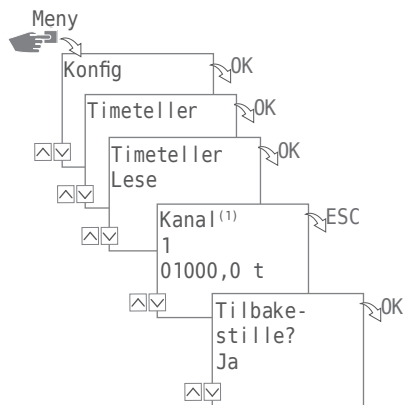 Meny
Konfig
OK
Timeteller
OK
Timeteller
OK
Lese
Kanal(1)
ESC
1
01000,0 t
Tilbake-
OK
stille?
Ja